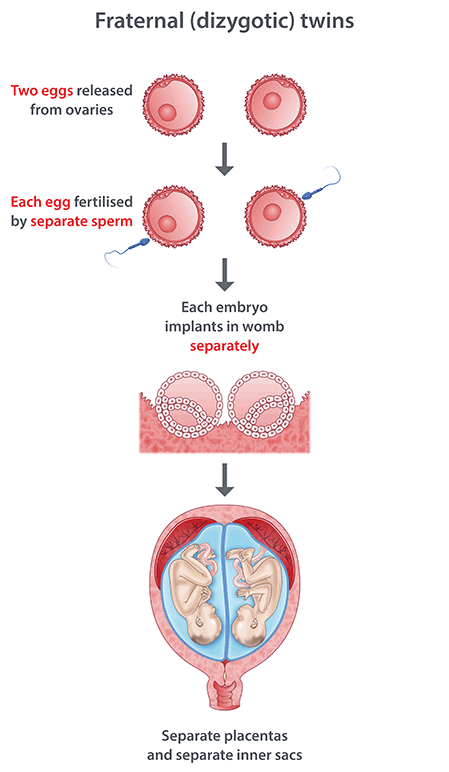 Fraternal (dizygotic) twins
Two eggs released
from ovaries
Each egg fertilised
by separate sperm
Each embryo
implants in womb
separately
Separate placentas
and separate inner sacs